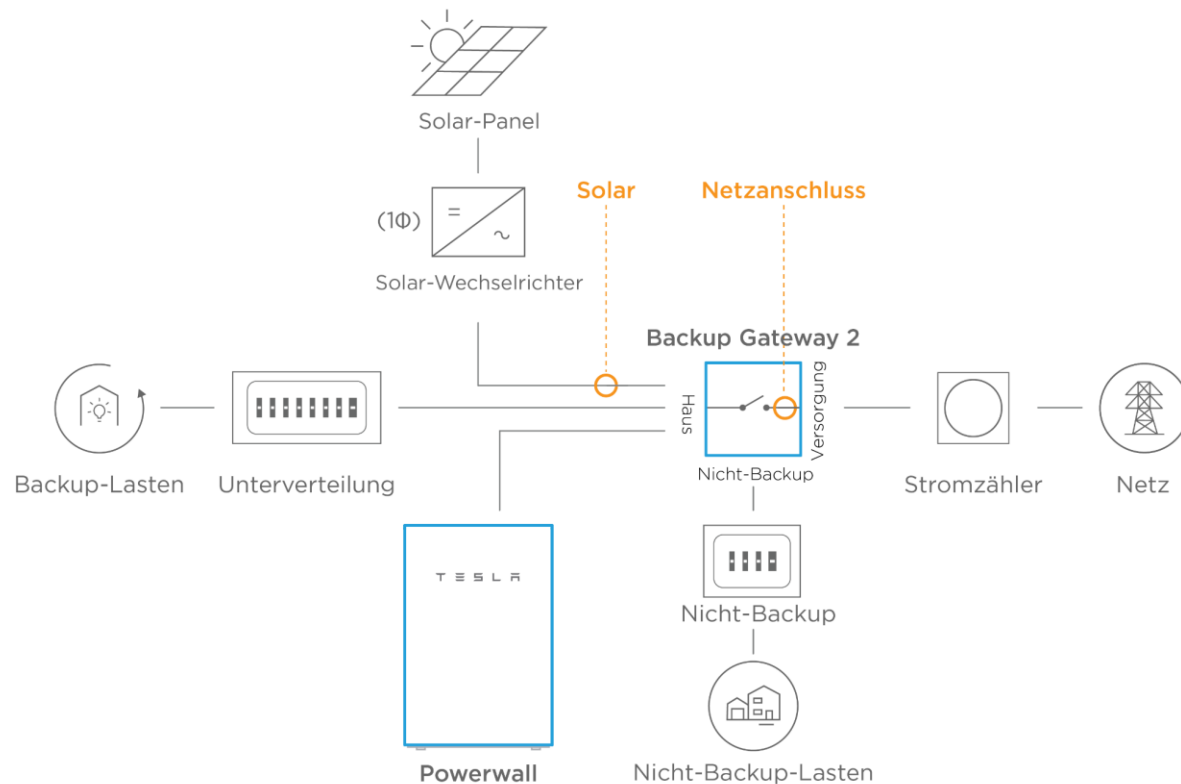 Solar-Panel
Solar
Netzanschluss
(1Φ)
=
~
Solar-Wechselrichter
Backup Gateway 2
Haus
Versorgung
Nicht-Backup
Backup-Lasten
Unterverteilung
Stromzähler
Netz
TESLA
Nicht-Backup
Powerwall
Nicht-Backup-Lasten